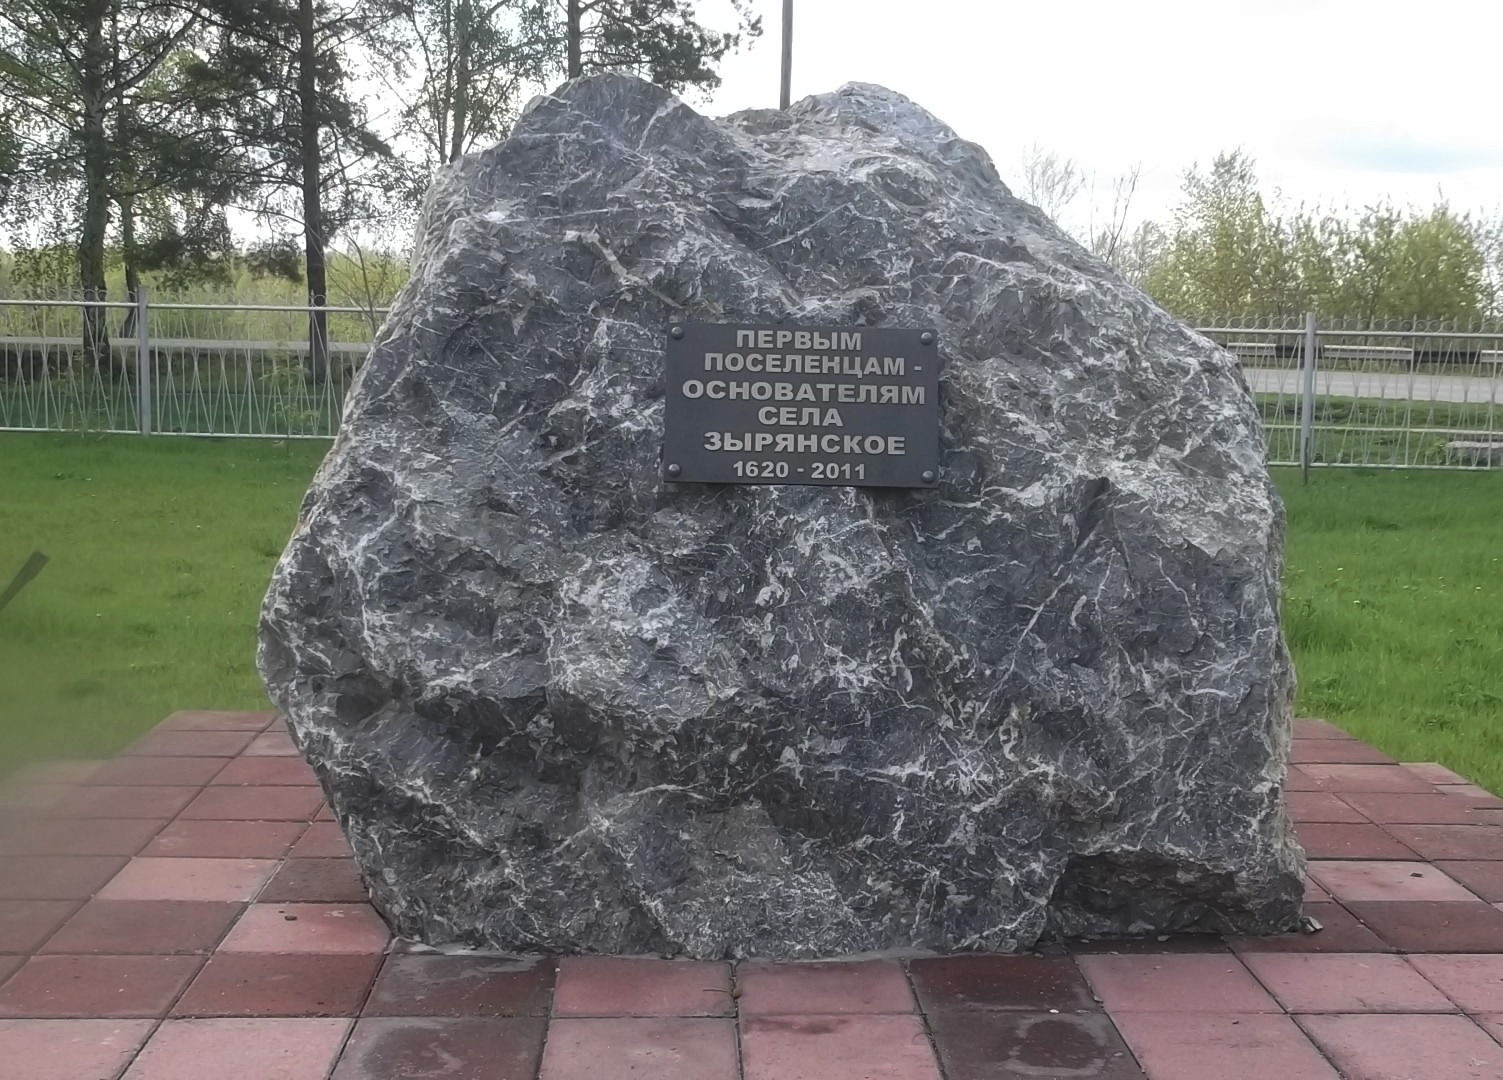 ПЕРВЫМ
ПОСЕЛЕНЦАМ -
ОСНОВАТЕЛЯМ
СЕЛА
ЗЫРЯНСКОЕ
1620 - 2011